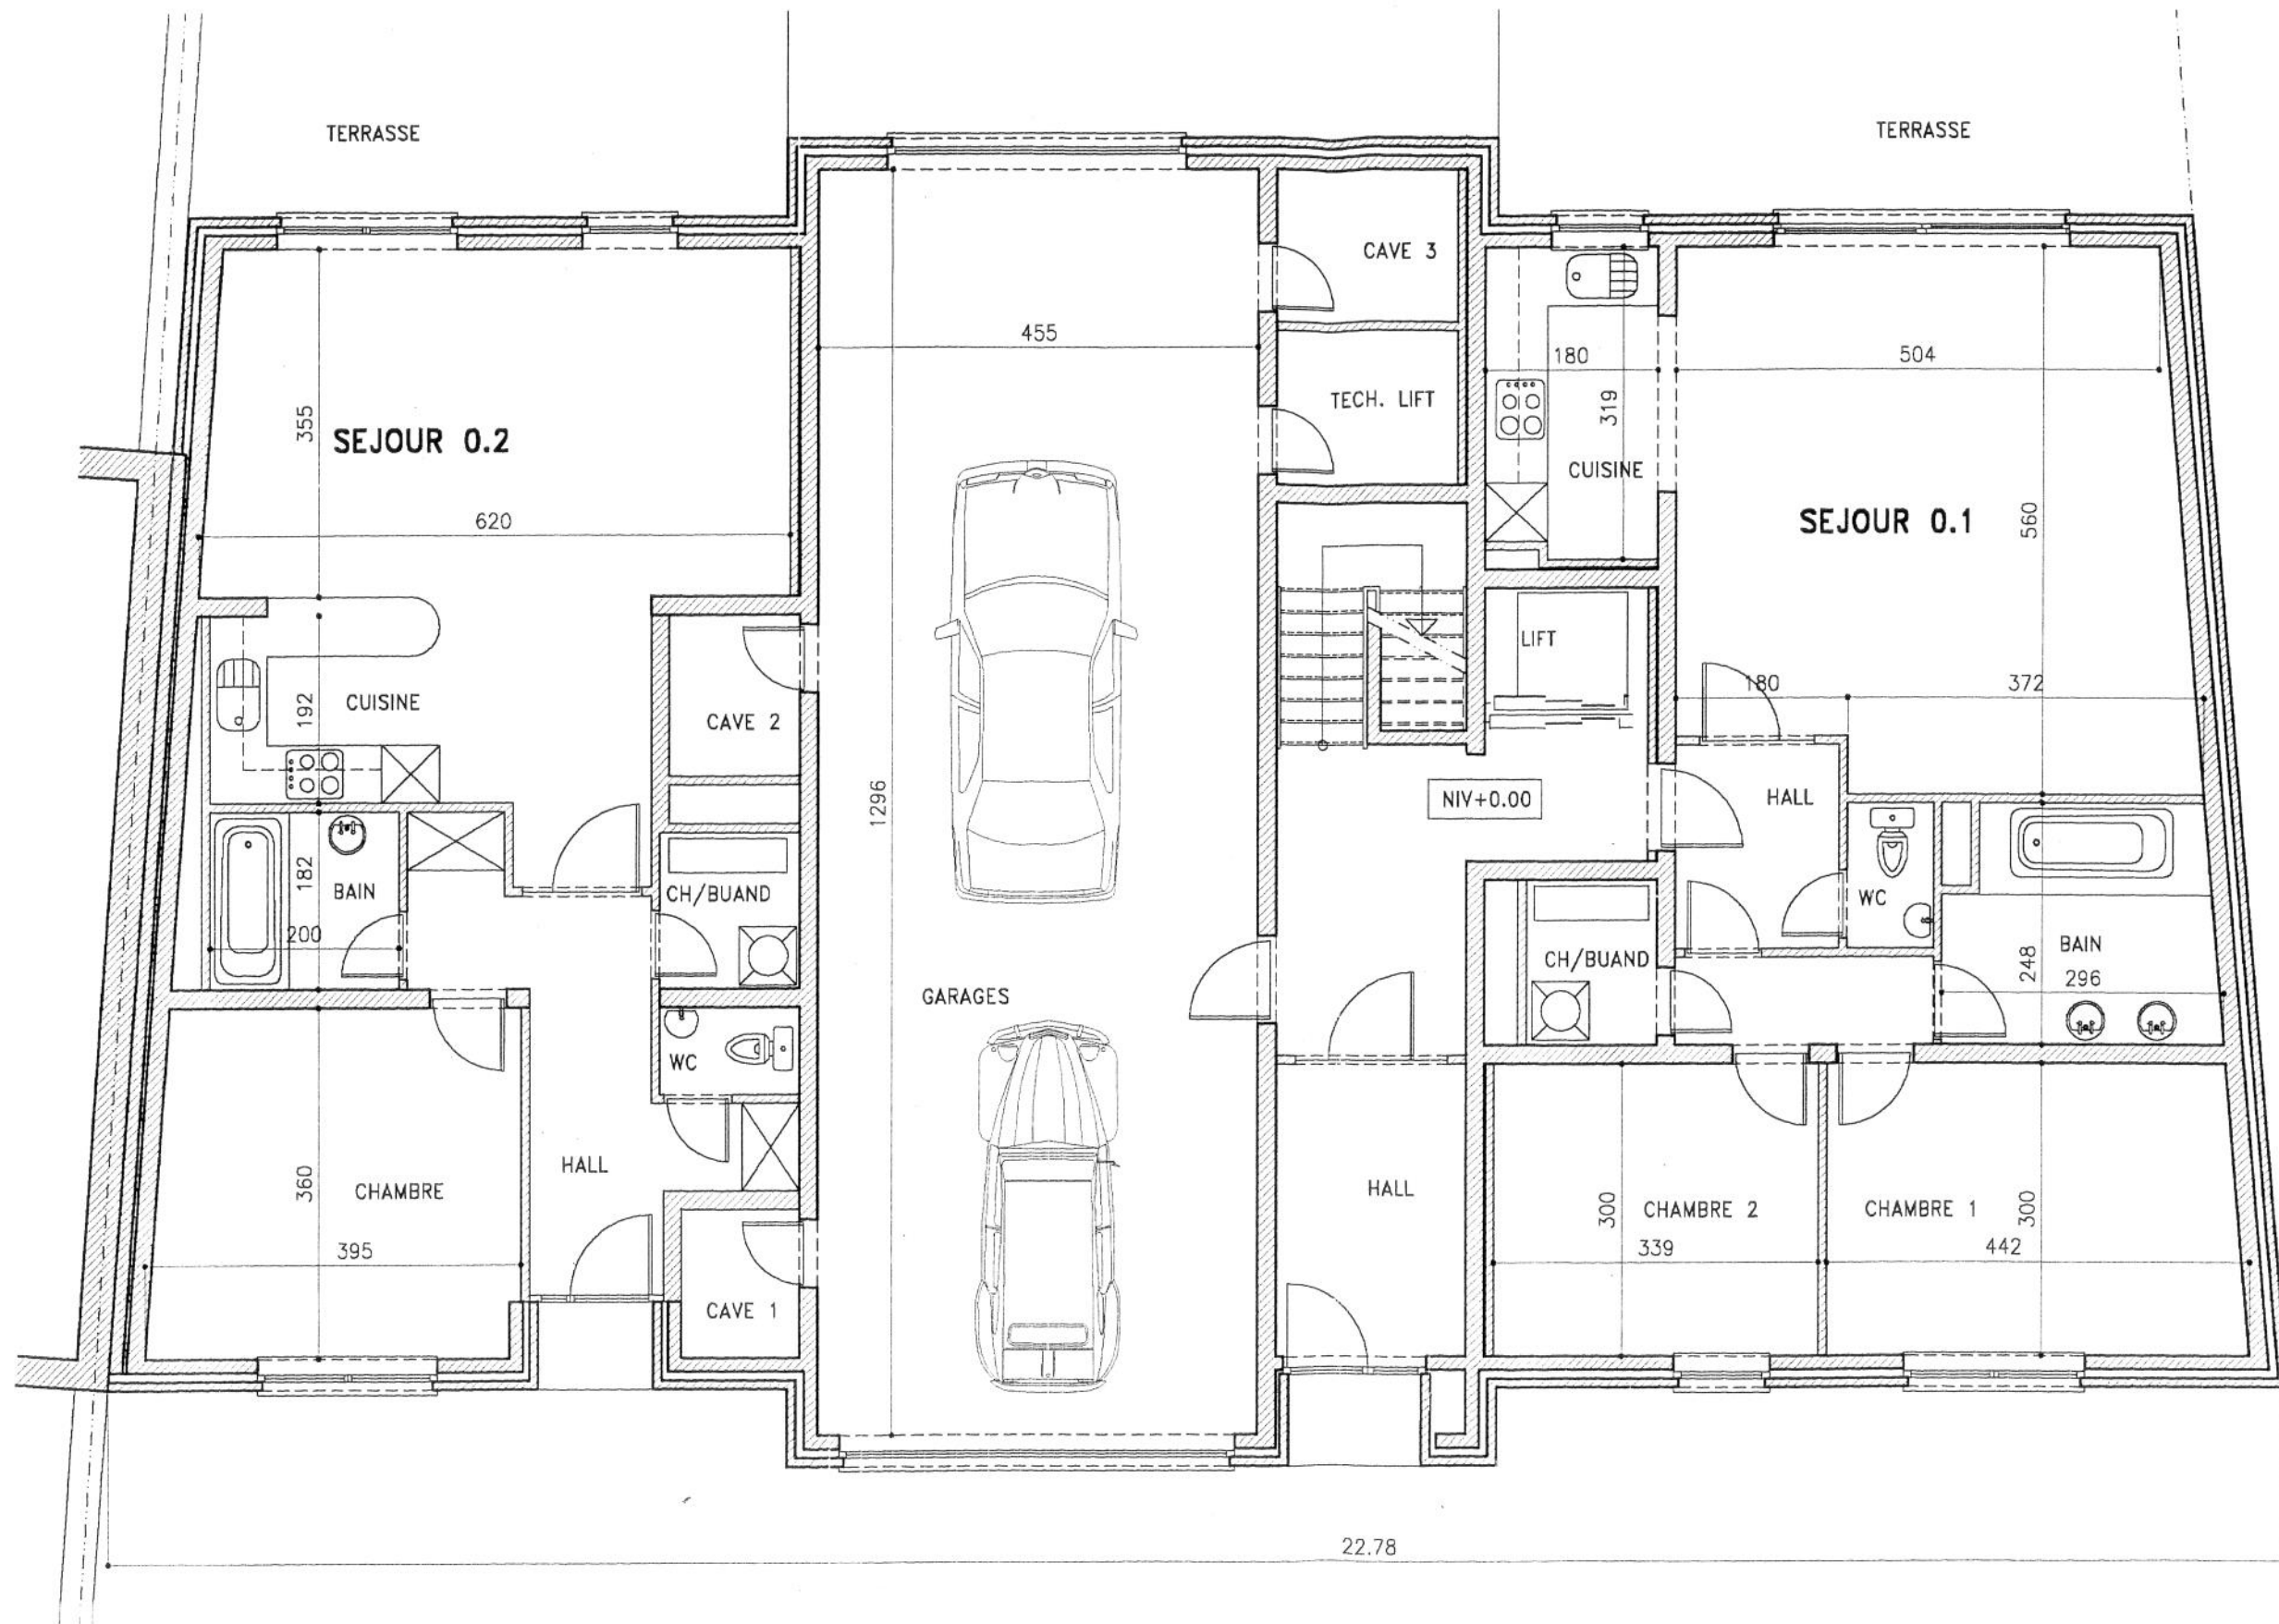 TERRASSE
TERRASSE
CAVE 3
455
180
504
TECH. LIFT
355
SEJOUR 0.2
319
CUISINE
620
SEJOUR 0.1
560
LIFT
192
CUISINE
CAVE 2
180
372
1296
NIV+0.00
HALL
182
BAIN
CH/BUAND
WC
200
CH/BUAND
BAIN
248
296
GARAGES
WC
HALL
360
CHAMBRE
HALL
300
CHAMBRE 2
CHAMBRE 1
300
395
339
442
CAVE 1
22.78